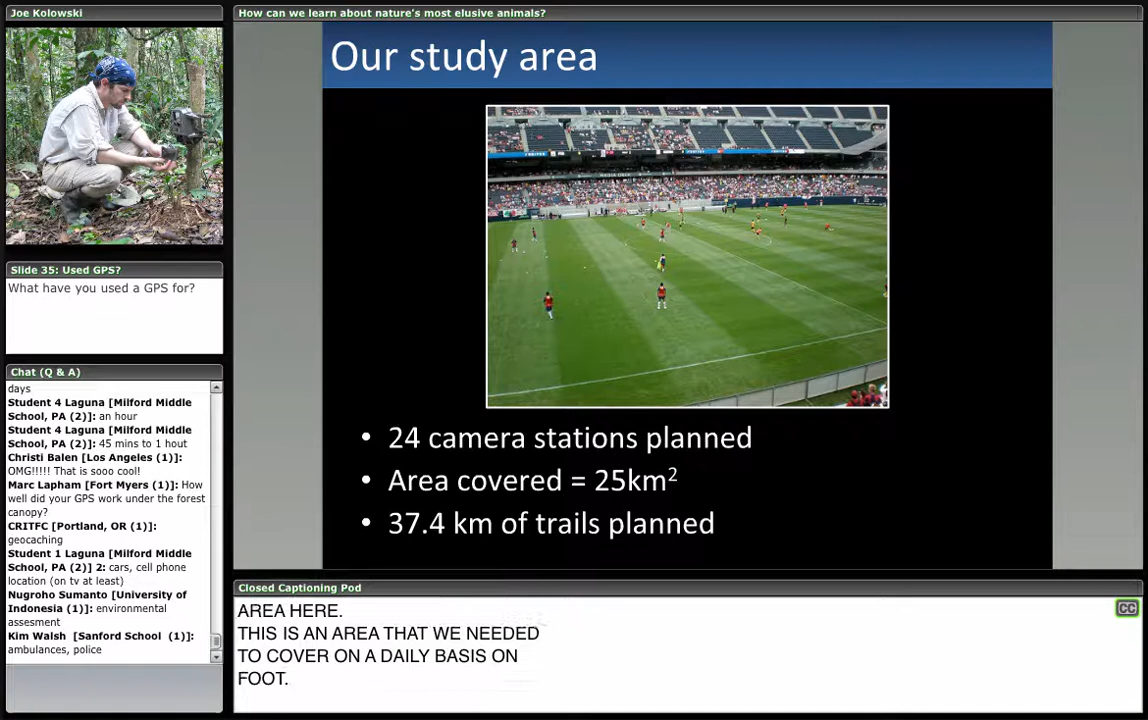 Joe Kolowski
How can we learn about nature's most elusive animals?
Our study area
Slide 35: Used GPS?
What have you used a GPS for?
Chat (Q & A)
days
Student 4 Laguna [Milford Middle
School, PA (2)]: an hour
Student 4 Laguna [Milford Middle
School, PA (2)]: 45 mins to 1 hout
Christi Balen [Los Angeles (1)]:
OMG!!!!! That is sooo cool!
Marc Lapham [Fort Myers (1)]: How
well did your GPS work under the forest
canopy?
CRITFC [Portland, OR (1)]:
geocaching
Student 1 Laguna [Milford Middle
School, PA (2)] 2: cars, cell phone
location (on tv at least)
Nugroho Sumanto [University of
Indonesia (1)]: environmental
assesment
Kim Walsh [Sanford School (1)]:
ambulances, police
• 24 camera stations planned
• Area covered = 25km²
• 37.4 km of trails planned
Closed Captioning Pod
CC
AREA HERE.
THIS IS AN AREA THAT WE NEEDED
TO COVER ON A DAILY BASIS ON
FOOT.